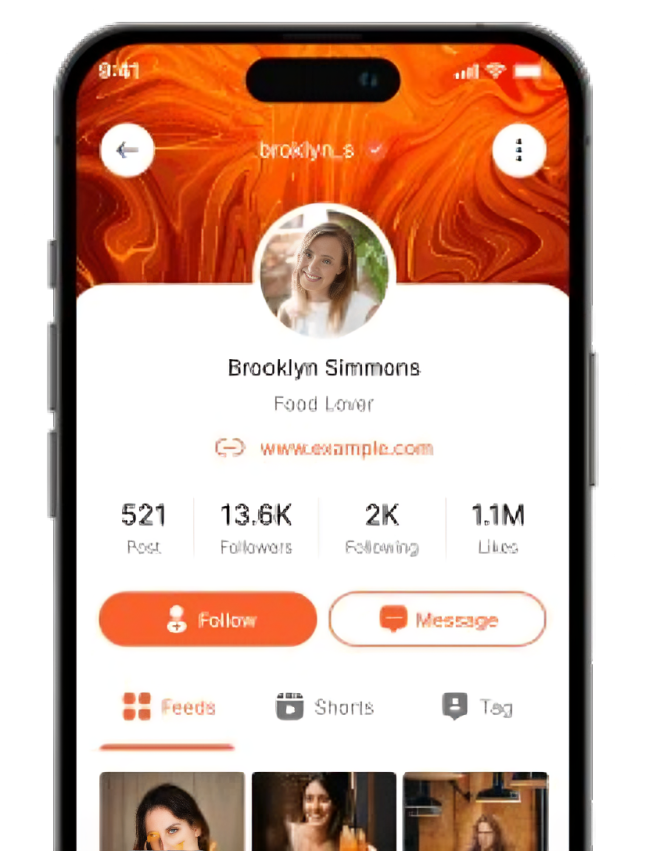 9:41
broklyn_s
Brooklyn Simmons
Food Lover
www.example.com
521 13.6K 2K 1.1M
Post Followers Following Likes
Follow Message
Feeds Shorts Tag